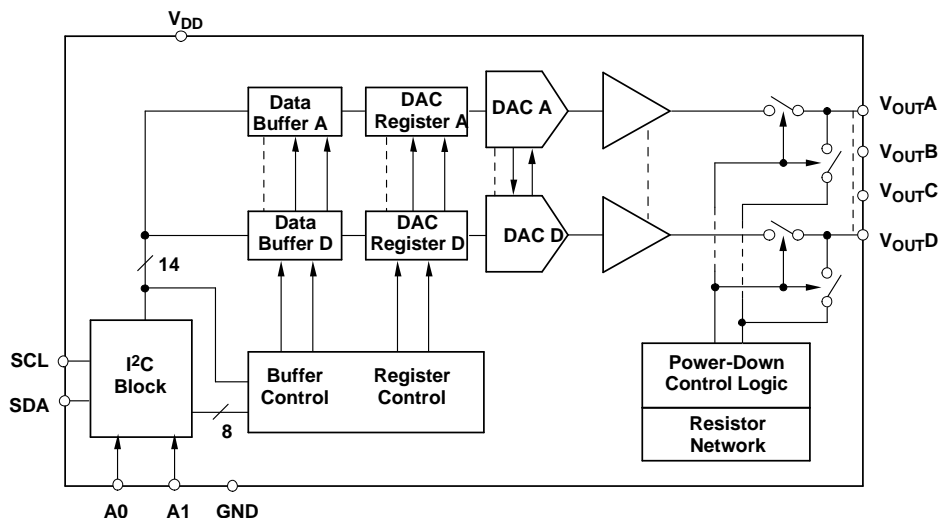 VDD
Data
Buffer A
DAC
Register A
DAC A
VOUTA
VOUTB
VOUTC
Data
Buffer D
DAC
Register D
DAC D
VOUTD
14
SCL
SDA
I2C
Block
Buffer
Control
Register
Control
8
Power-Down
Control Logic
Resistor
Network
A0
A1
GND